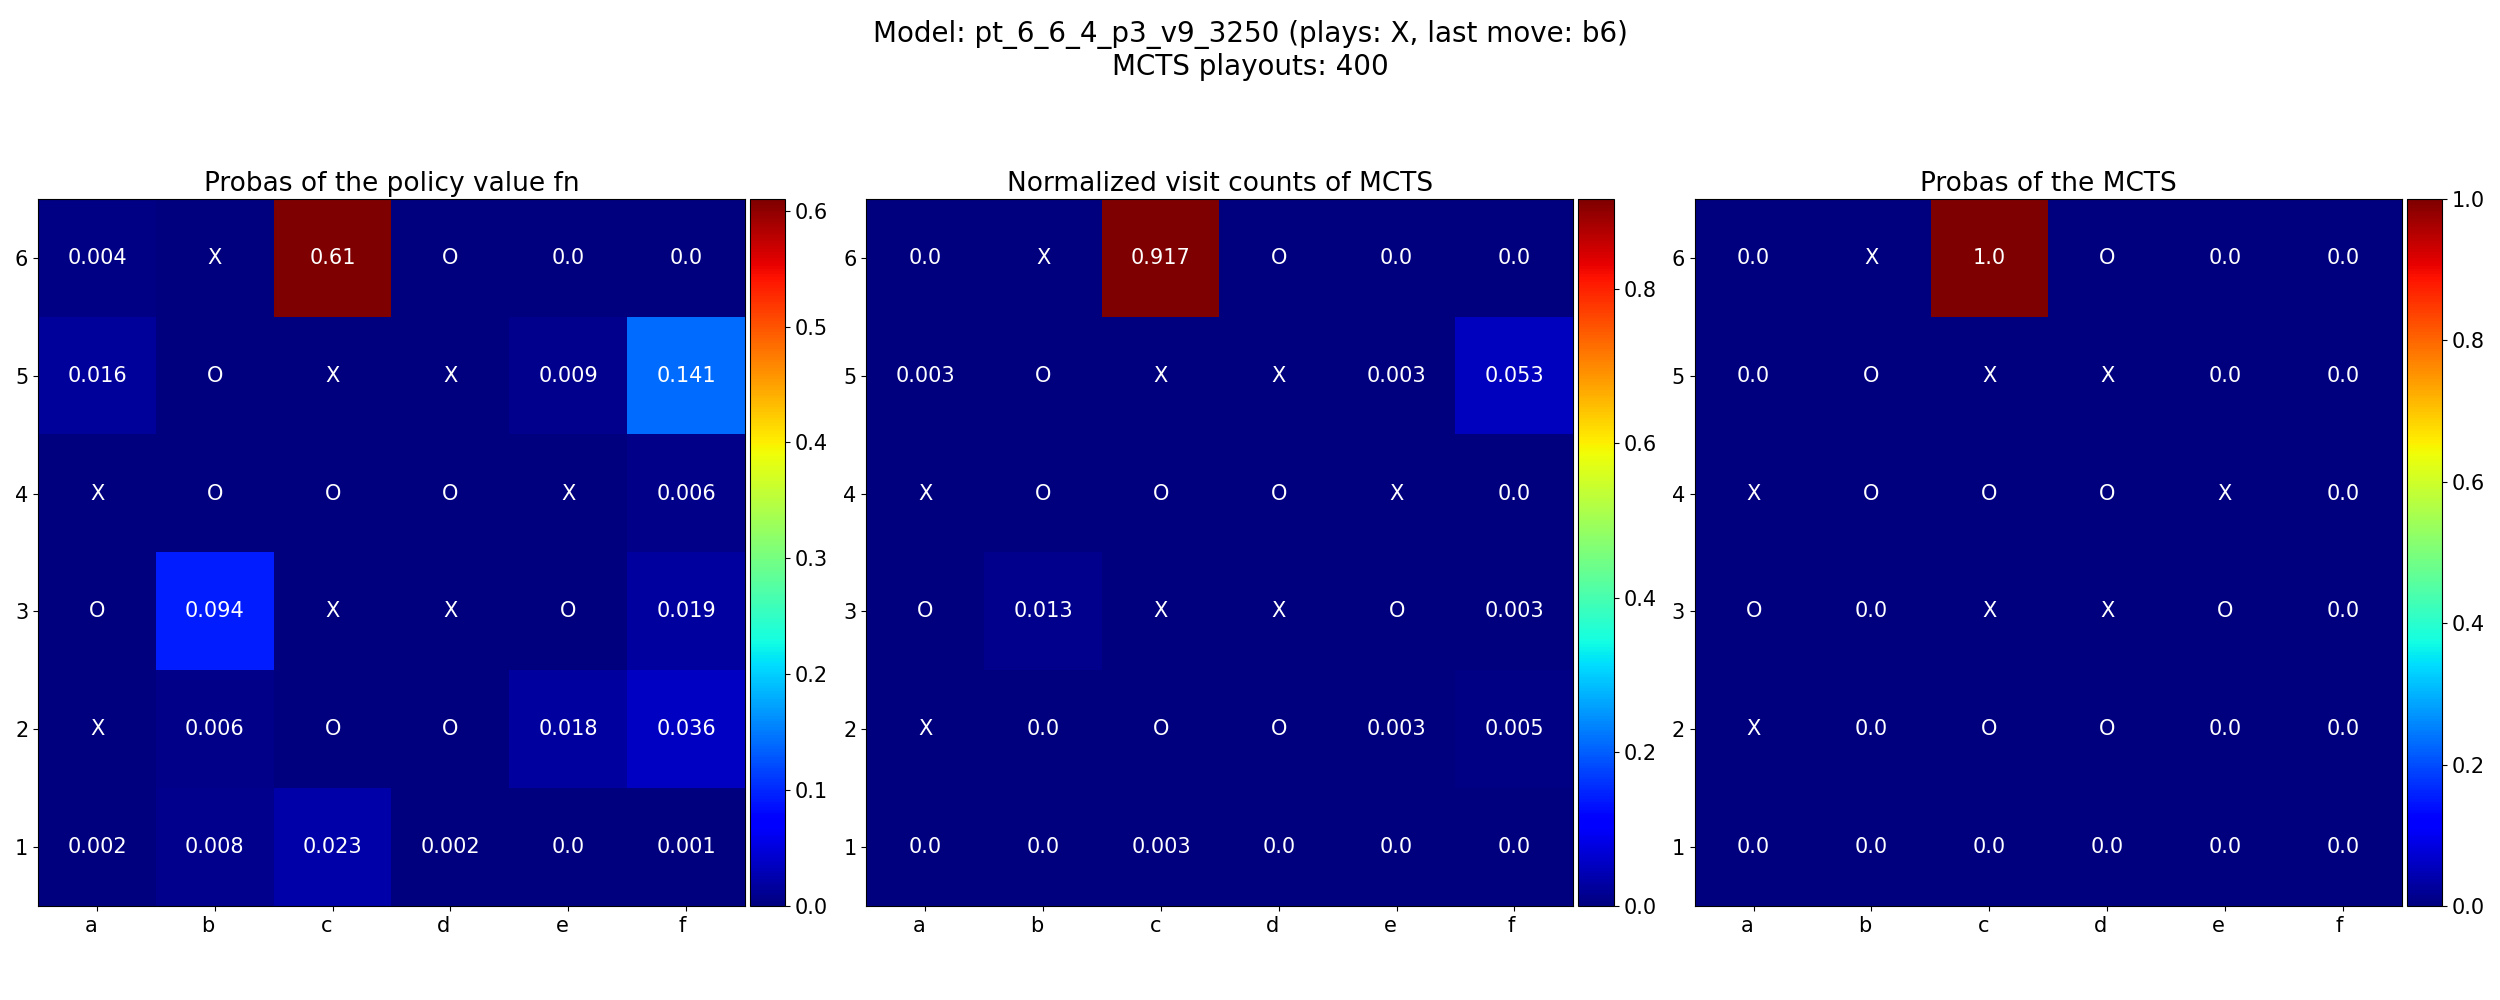 Model: pt_6_6_4_p3_v9_3250 (plays: X, last move: b6)
MCTS playouts: 400
Probas of the policy value fn
6 0.004 X 0.61 O 0.0 0.0
5 0.016 O X X 0.009 0.141
4 X O O O X 0.006
3 O 0.094 X X O 0.019
2 X 0.006 O O 0.018 0.036
1 0.002 0.008 0.023 0.002 0.0 0.001
a b c d e f
0.6
0.5
0.4
0.3
0.2
0.1
0.0
Normalized visit counts of MCTS
6 0.0 X 0.917 O 0.0 0.0
5 0.003 O X X 0.003 0.053
4 X O O O X 0.0
3 O 0.013 X X O 0.003
2 X 0.0 O O 0.003 0.005
1 0.0 0.0 0.003 0.0 0.0 0.0
a b c d e f
0.8
0.6
0.4
0.2
0.0
Probas of the MCTS
6 0.0 X 1.0 O 0.0 0.0
5 0.0 O X X 0.0 0.0
4 X O O O X 0.0
3 O 0.0 X X O 0.0
2 X 0.0 O O 0.0 0.0
1 0.0 0.0 0.0 0.0 0.0 0.0
a b c d e f
1.0
0.8
0.6
0.4
0.2
0.0